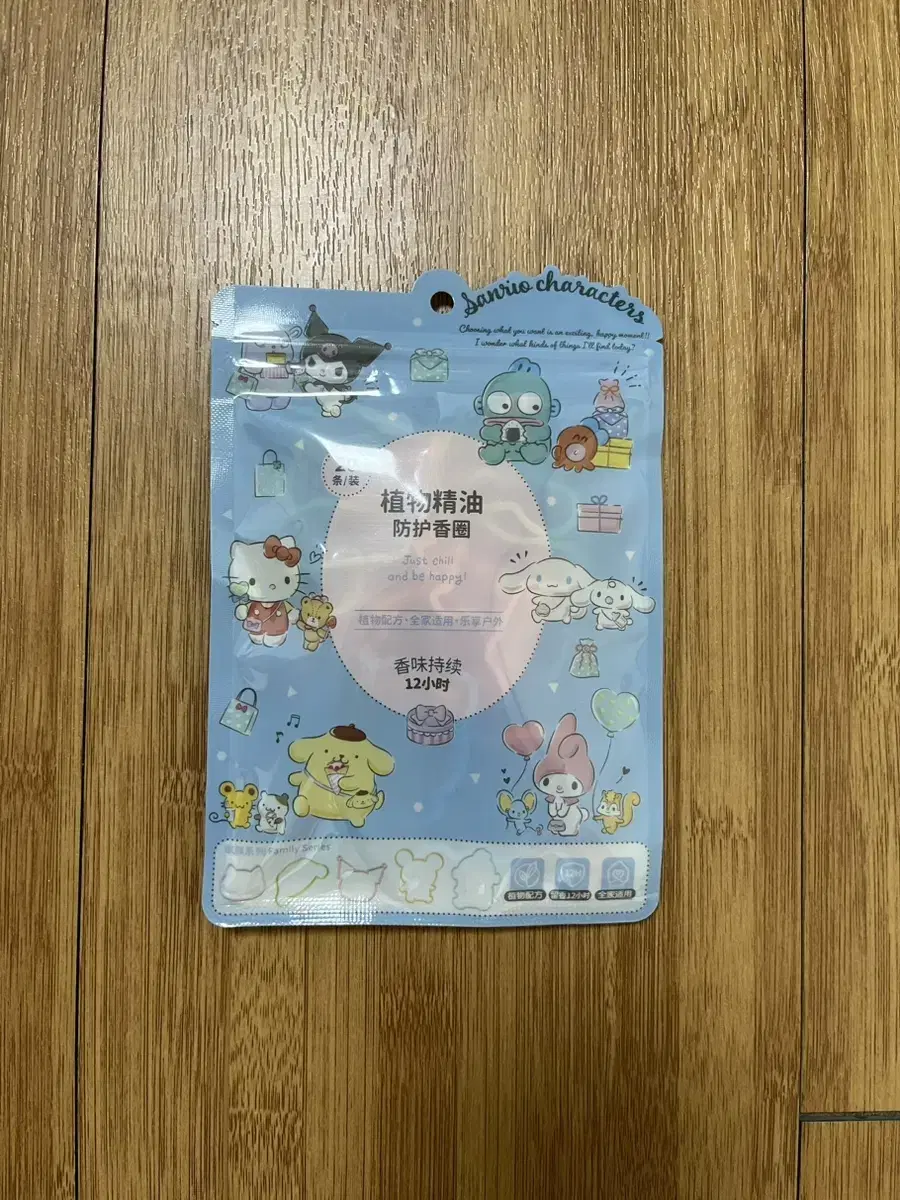 Sanrio characters
Choosing what you want is an exciting, happy moment!!
I wonder what kinds of things I'll find today?
条/装
植物精油
防护香圈
Just chill
and be happy!
植物配方·全家适用·乐享户外
香味持续
12小时
Family Series
植物配方
留香12小时
全家适用